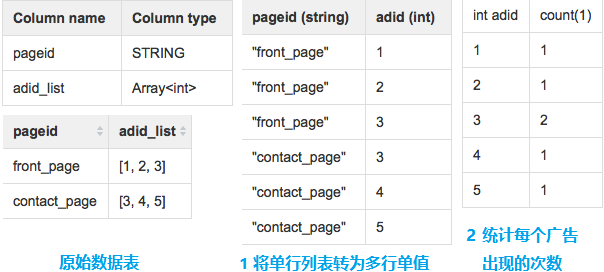 Column name Column type
pageid STRING
adid_list Array<int>
pageid adid_list
front_page [1, 2, 3]
contact_page [3, 4, 5]
原始数据表
pageid (string) adid (int)
"front_page" 1
"front_page" 2
"front_page" 3
"contact_page" 3
"contact_page" 4
"contact_page" 5
1 将单行列表转为多行单值
int adid count(1)
1 1
2 1
3 2
4 1
5 1
2 统计每个广告
出现的次数